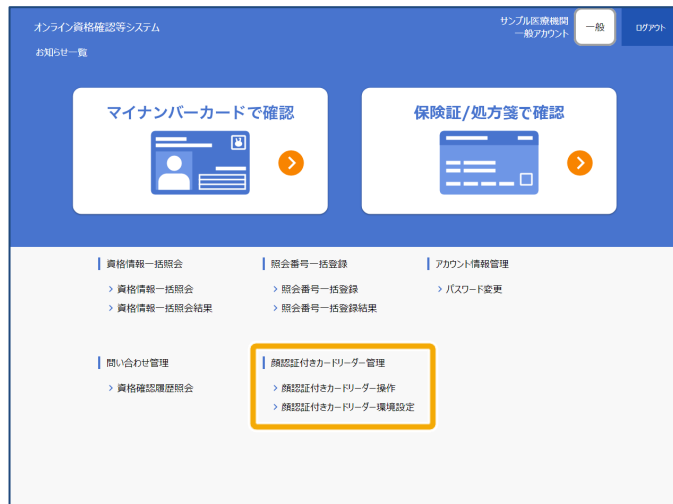 オンライン資格確認等システム
サンプル医療機関
一般アカウント
一般
ログアウト
お知らせ一覧
マイナンバーカードで確認
保険証/処方箋で確認
資格情報一括照会
> 資格情報一括照会
> 資格情報一括照会結果
照会番号一括登録
> 照会番号一括登録
> 照会番号一括登録結果
アカウント情報管理
> パスワード変更
問い合わせ管理
> 資格確認履歴照会
顔認証付きカードリーダー管理
> 顔認証付きカードリーダー操作
> 顔認証付きカードリーダー環境設定